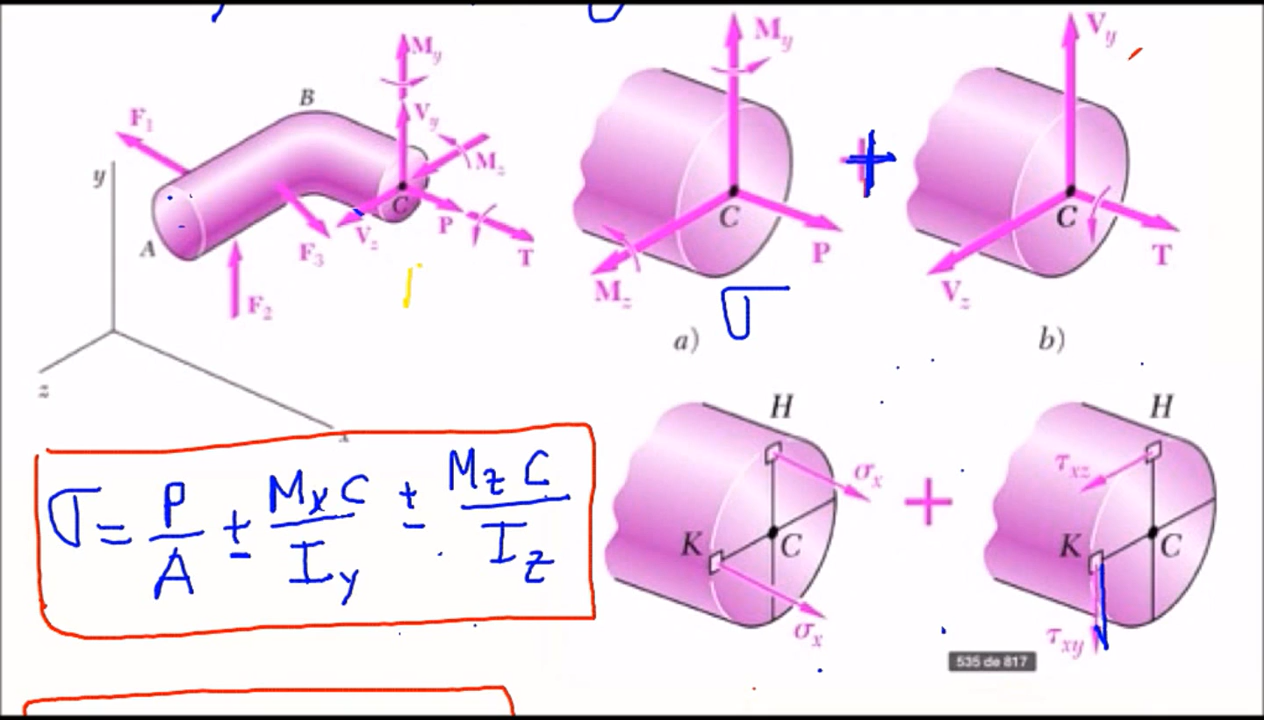 M_y
V_y
M_y
B
F_1
V_y
M_z
+
y
C
P
T
V_z
F_3
A
F_2
C
P
M_z
σ
a)
C
T
V_z
b)
z
x
H
H
σ_x
τ_xz
σ = P/A ± M_x C/I_y ± M_z C/I_z
+
K
C
K
C
σ_x
τ_xy
535 de 817